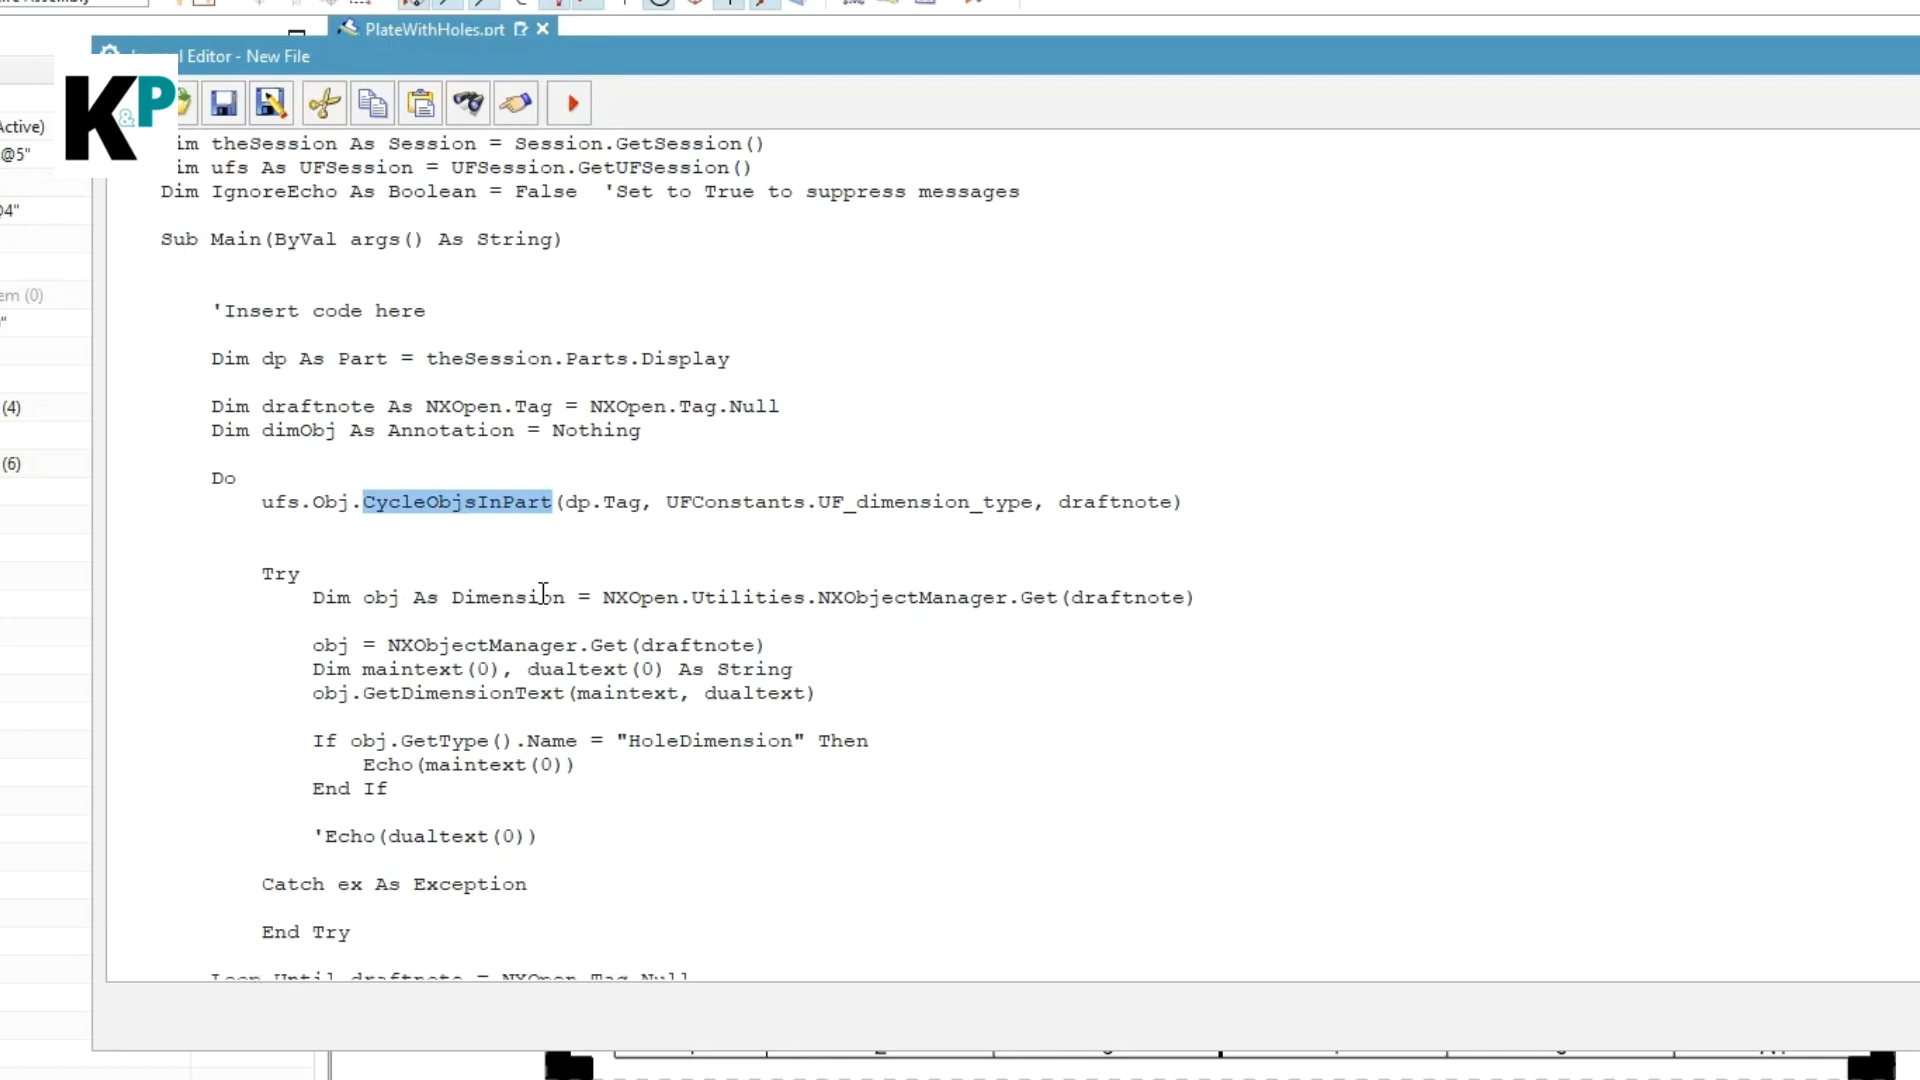 PlateWithHoles.prt
Editor - New File
K&P
Active)
@5"
em (0)
(4)
(6)
im theSession As Session = Session.GetSession()
im ufs As UFSession = UFSession.GetUFSession()
Dim IgnoreEcho As Boolean = False 'Set to True to suppress messages
Sub Main(ByVal args() As String)
'Insert code here
Dim dp As Part = theSession.Parts.Display
Dim draftnote As NXOpen.Tag = NXOpen.Tag.Null
Dim dimObj As Annotation = Nothing
Do
ufs.Obj.CycleObjsInPart(dp.Tag, UFConstants.UF_dimension_type, draftnote)
Try
Dim obj As Dimension = NXOpen.Utilities.NXObjectManager.Get(draftnote)
obj = NXObjectManager.Get(draftnote)
Dim maintext(0), dualtext(0) As String
obj.GetDimensionText(maintext, dualtext)
If obj.GetType().Name = "HoleDimension" Then
Echo(maintext(0))
End If
'Echo(dualtext(0))
Catch ex As Exception
End Try
Loop Until draftnote = NXOpen.Tag.Null